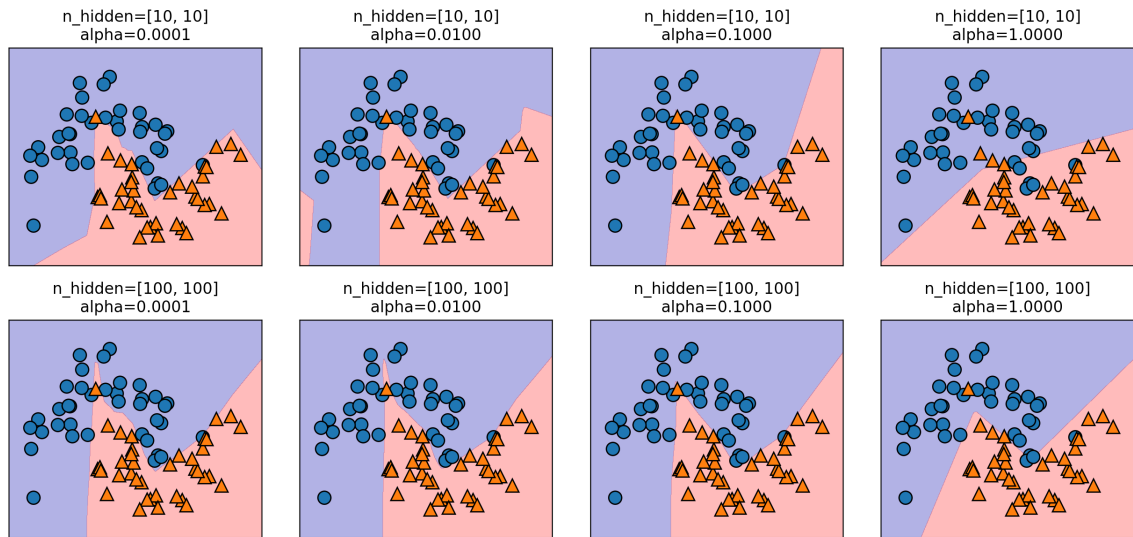 n_hidden=[10, 10]
alpha=0.0001
n_hidden=[10, 10]
alpha=0.0100
n_hidden=[10, 10]
alpha=0.1000
n_hidden=[10, 10]
alpha=1.0000
n_hidden=[100, 100]
alpha=0.0001
n_hidden=[100, 100]
alpha=0.0100
n_hidden=[100, 100]
alpha=0.1000
n_hidden=[100, 100]
alpha=1.0000